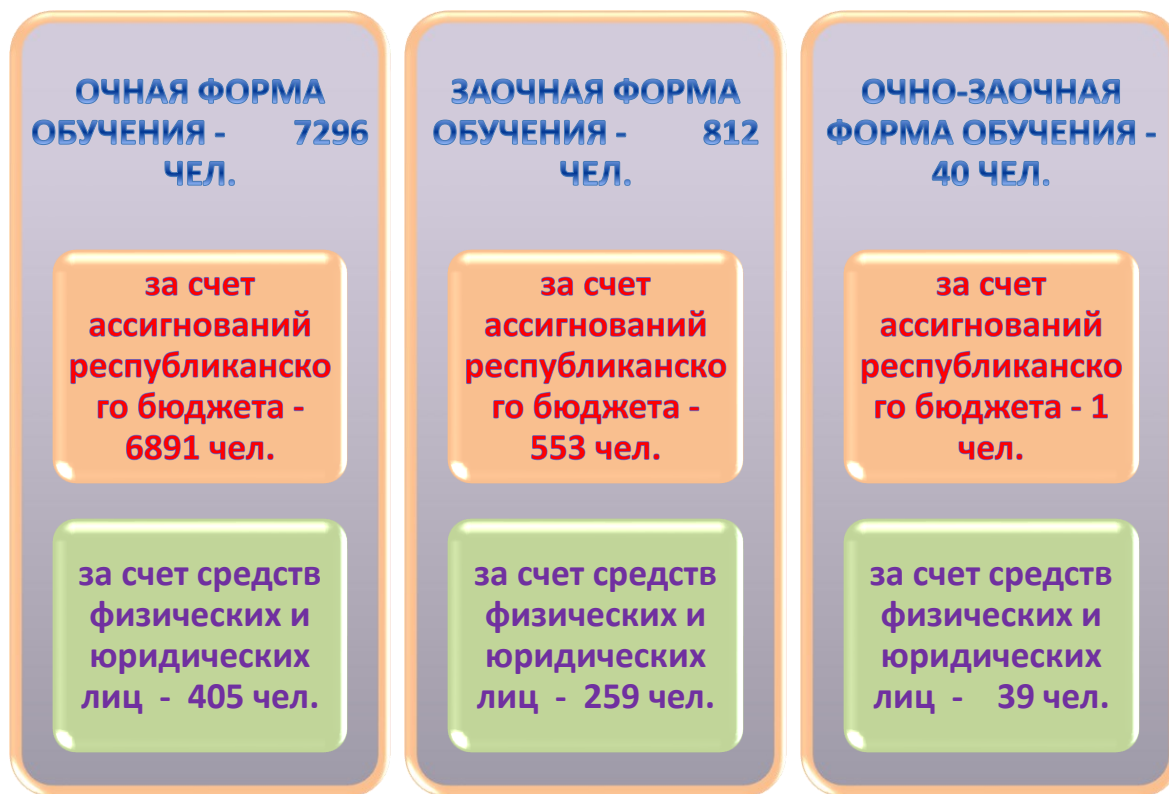 ОЧНАЯ ФОРМА
ОБУЧЕНИЯ - 7296
ЧЕЛ.
за счет
ассигнований
республиканско
го бюджета -
6891 чел.
за счет средств
физических и
юридических
лиц - 405 чел.
ЗАОЧНАЯ ФОРМА
ОБУЧЕНИЯ - 812
ЧЕЛ.
за счет
ассигнований
республиканско
го бюджета -
553 чел.
за счет средств
физических и
юридических
лиц - 259 чел.
ОЧНО-ЗАОЧНАЯ
ФОРМА ОБУЧЕНИЯ -
40 ЧЕЛ.
за счет
ассигнований
республиканско
го бюджета - 1
чел.
за счет средств
физических и
юридических
лиц - 39 чел.